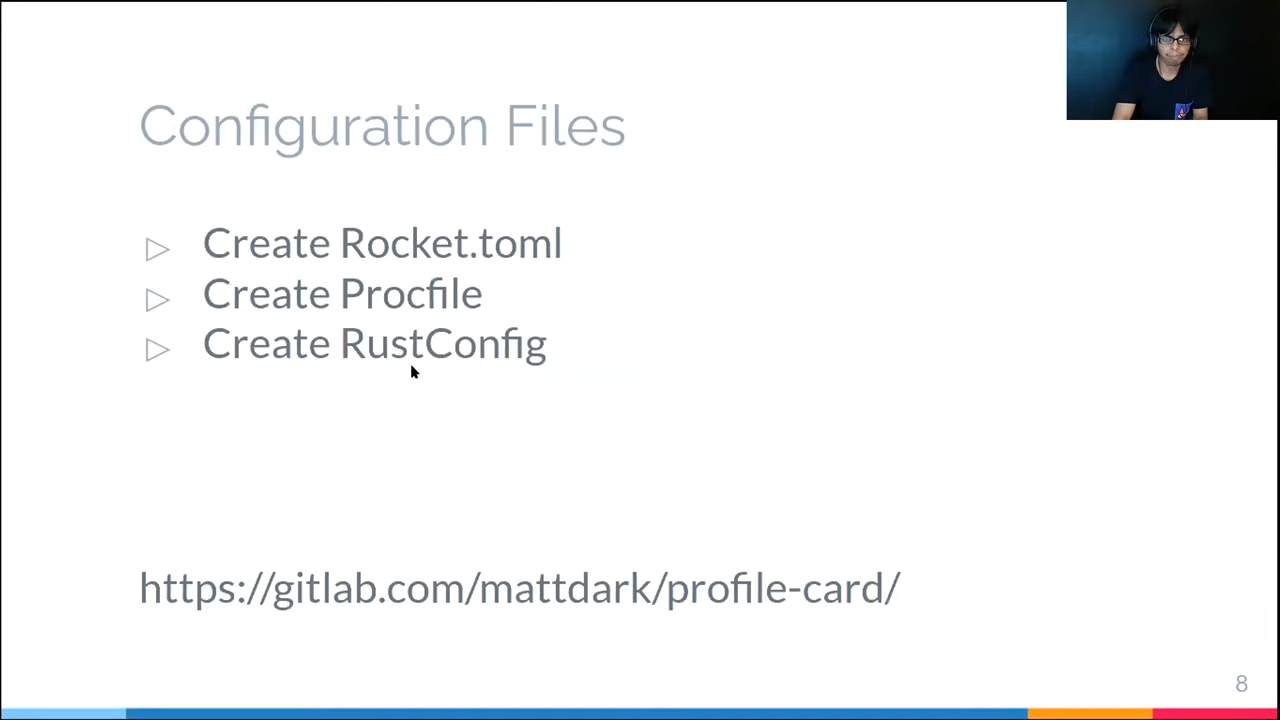 Configuration Files
▷ Create Rocket.toml
▷ Create Procfile
▷ Create RustConfig
https://gitlab.com/mattdark/profile-card/
8